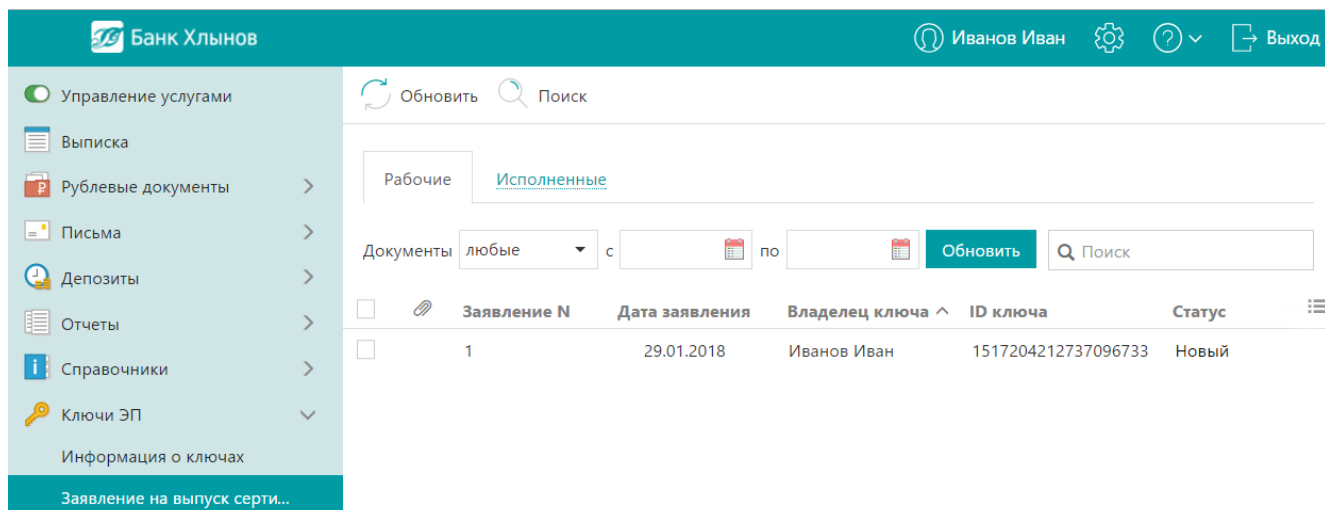 Банк Хлынов
Иванов Иван
Выход
Управление услугами
Выписка
Рублевые документы
Письма
Депозиты
Отчеты
Справочники
Ключи ЭП
Информация о ключах
Заявление на выпуск серти...
Обновить Поиск
Рабочие Исполненные
Документы любые с по Обновить Поиск
Заявление N Дата заявления Владелец ключа ID ключа Статус
1 29.01.2018 Иванов Иван 1517204212737096733 Новый